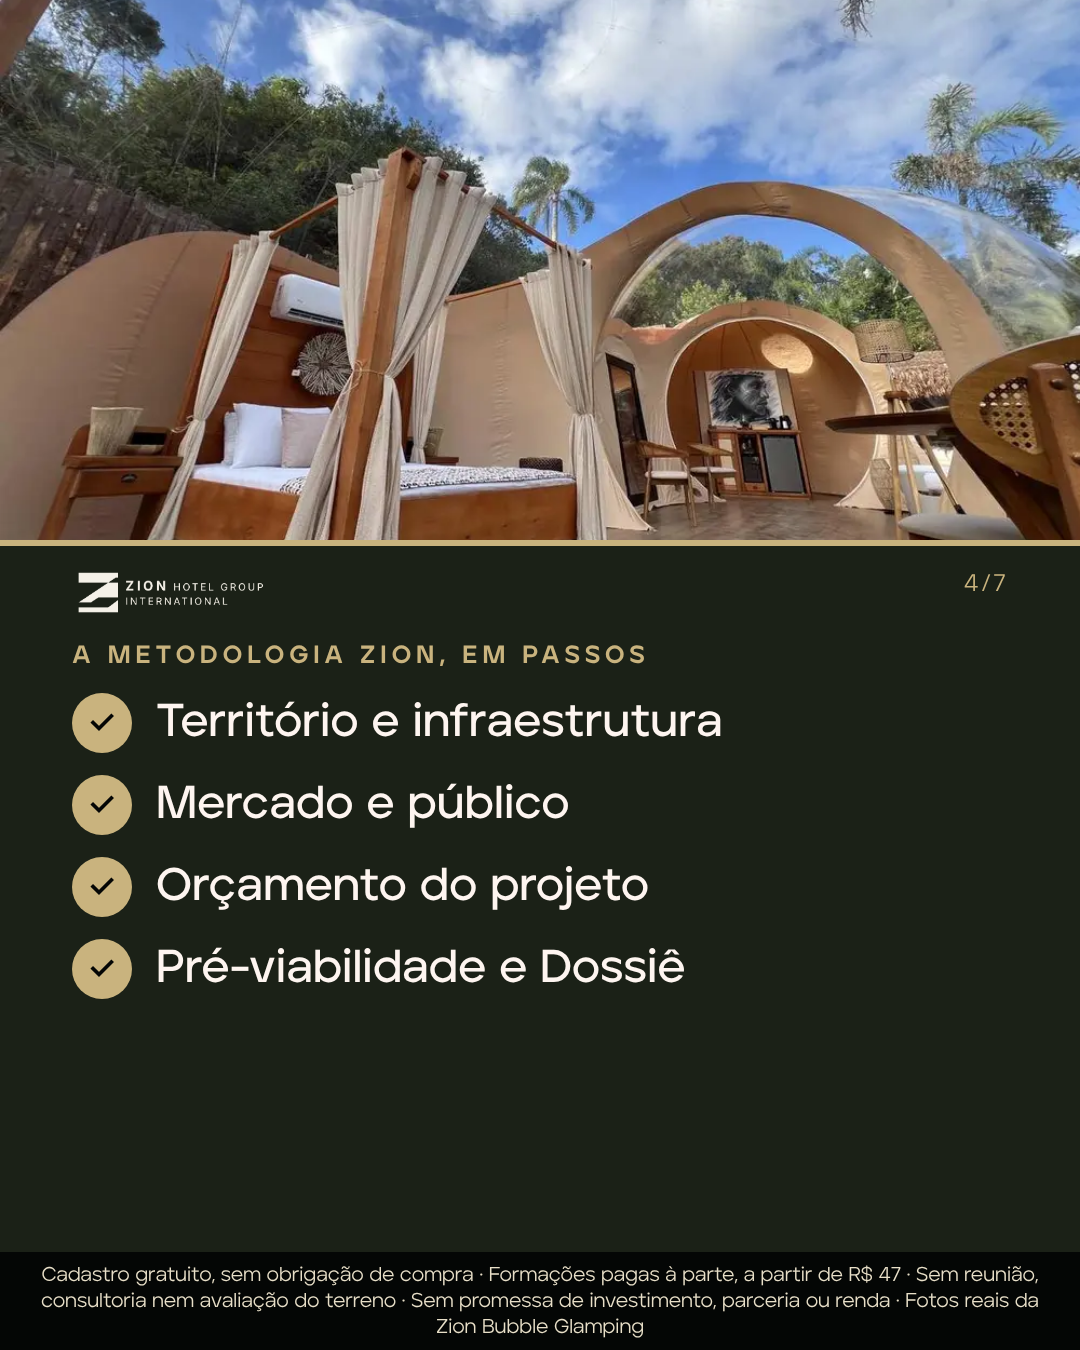 ZION HOTEL GROUP
INTERNATIONAL
4/7
A METODOLOGIA ZION, EM PASSOS
Território e infraestrutura
Mercado e público
Orçamento do projeto
Pré-viabilidade e Dossiê
Cadastro gratuito, sem obrigação de compra · Formações pagas à parte, a partir de R$ 47 · Sem reunião,
consultoria nem avaliação do terreno · Sem promessa de investimento, parceria ou renda · Fotos reais da
Zion Bubble Glamping